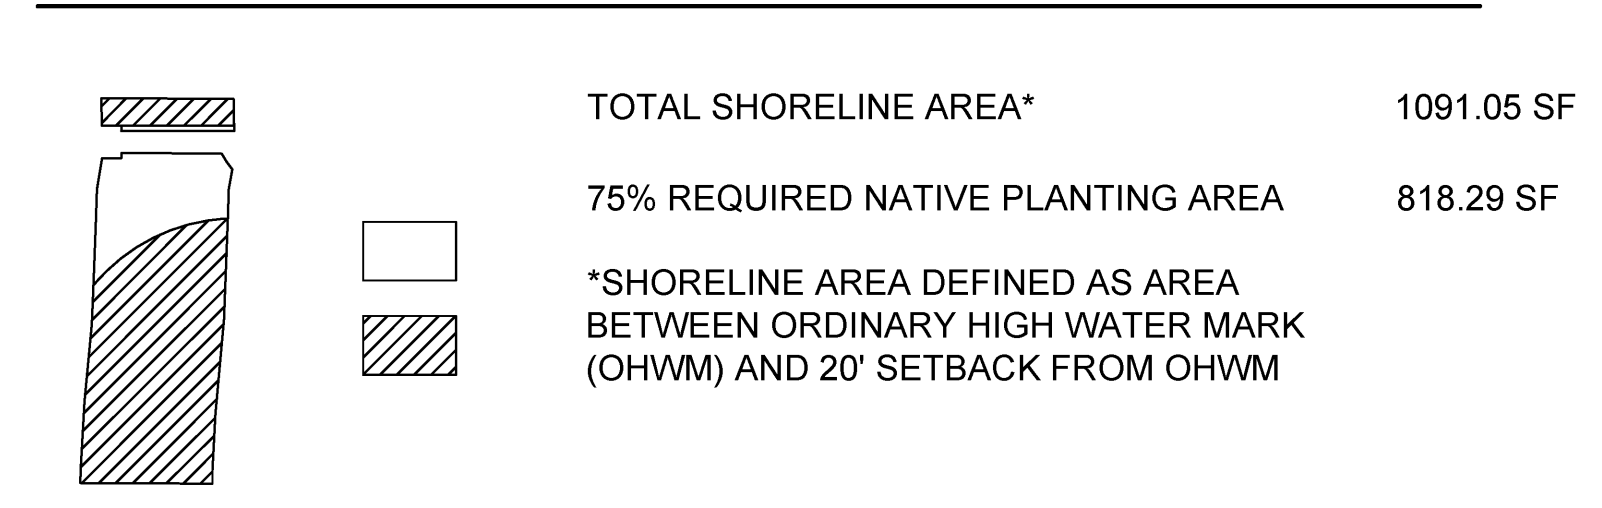 TOTAL SHORELINE AREA* 1091.05 SF
75% REQUIRED NATIVE PLANTING AREA 818.29 SF
*SHORELINE AREA DEFINED AS AREA
BETWEEN ORDINARY HIGH WATER MARK
(OHWM) AND 20' SETBACK FROM OHWM